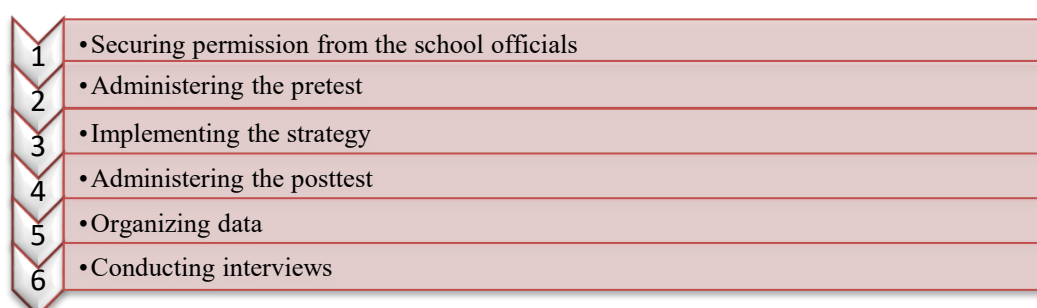 1 •Securing permission from the school officials
2 •Administering the pretest
3 •Implementing the strategy
4 •Administering the posttest
5 •Organizing data
6 •Conducting interviews